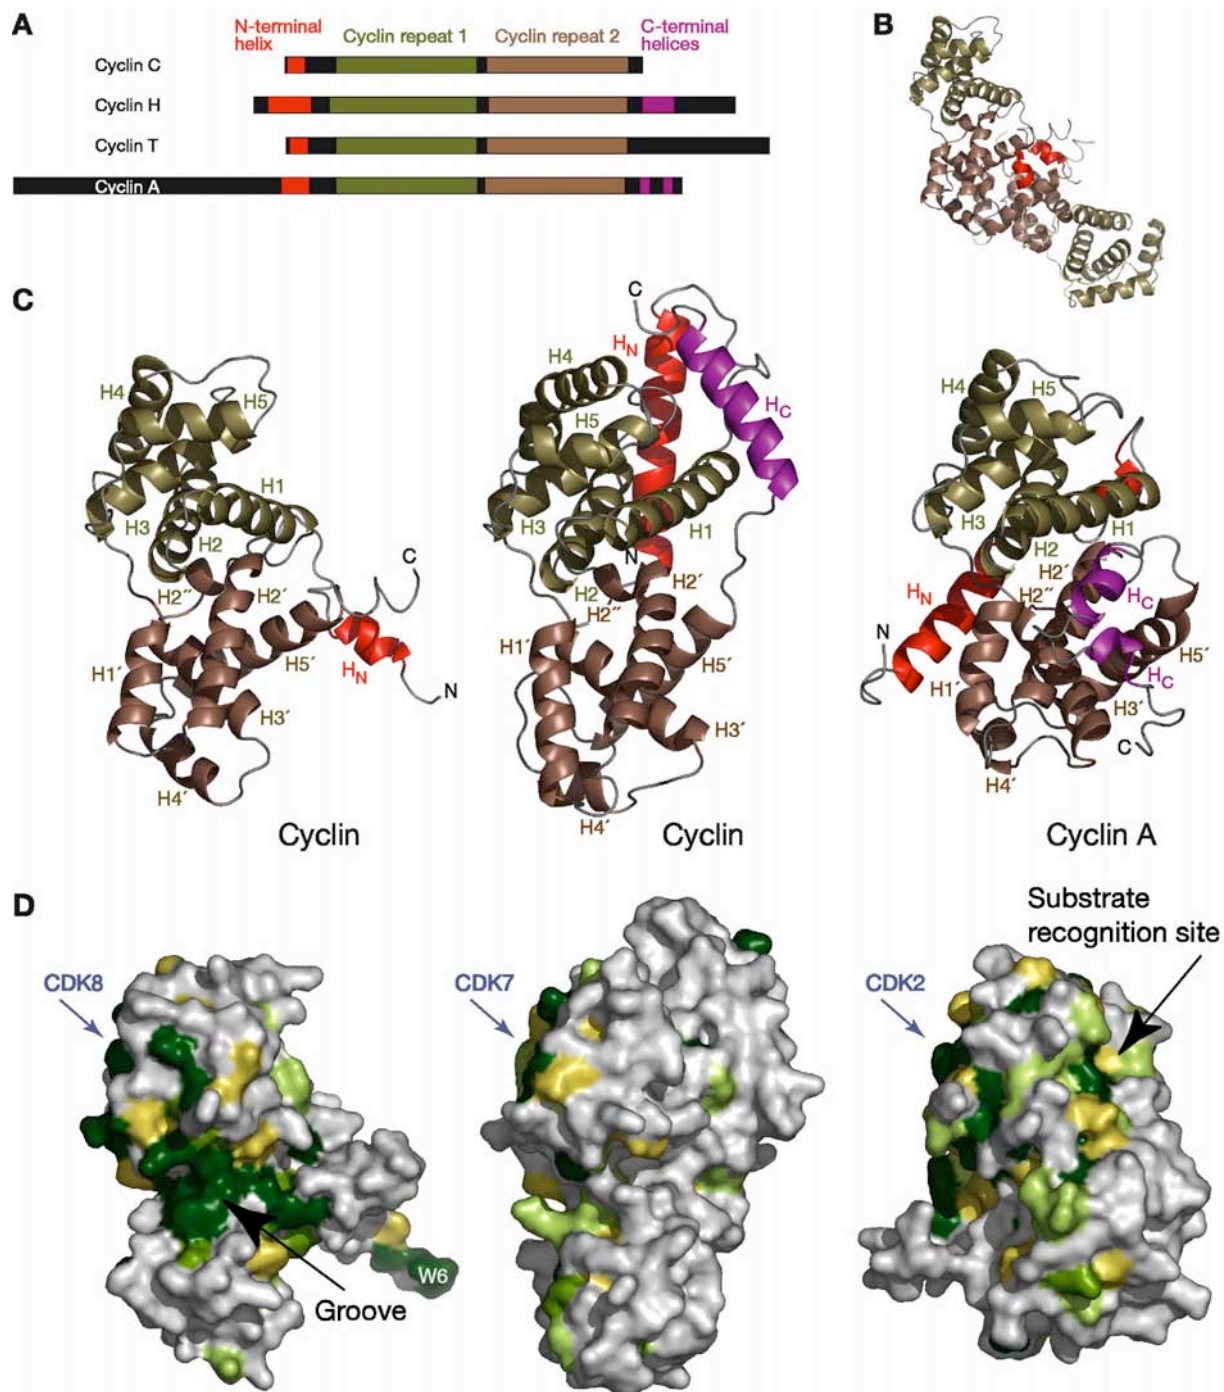 A
N-terminal
helix
Cyclin repeat 1
Cyclin repeat 2
C-terminal
helices
Cyclin C
Cyclin H
Cyclin T
Cyclin A
B
C
H4
H5
H1
H3
H2
H2″
H2′
H1′
H5′
H3′
H4′
HN
C
N
Cyclin
C
HN
H4
H5
HC
H3
H1
N
H2
H2′
H2″
H1′
H5′
H3′
H4′
Cyclin
H4
H5
H3
H1
H2
H2′
H2″
HN
HC
N
H1′
H5′
HC
H3′
C
H4′
Cyclin A
D
CDK8
W6
Groove
CDK7
CDK2
Substrate
recognition site